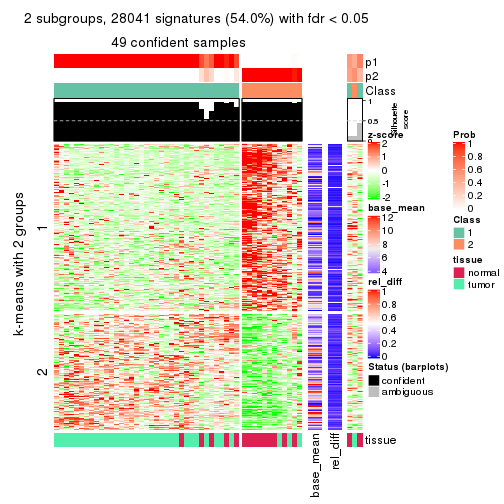 2 subgroups, 28041 signatures (54.0%) with fdr < 0.05
49 confident samples
p1
p2
Class
1
0.5
0
Silhouette
score
k-means with 2 groups
1
2
tissue
base_mean
rel_diff
z-score
2
1
0
-1
-2
base_mean
12
10
8
6
4
rel_diff
1
0.8
0.6
0.4
0.2
0
Status (barplots)
confident
ambiguous
Prob
1
0.8
0.6
0.4
0.2
0
Class
1
2
tissue
normal
tumor